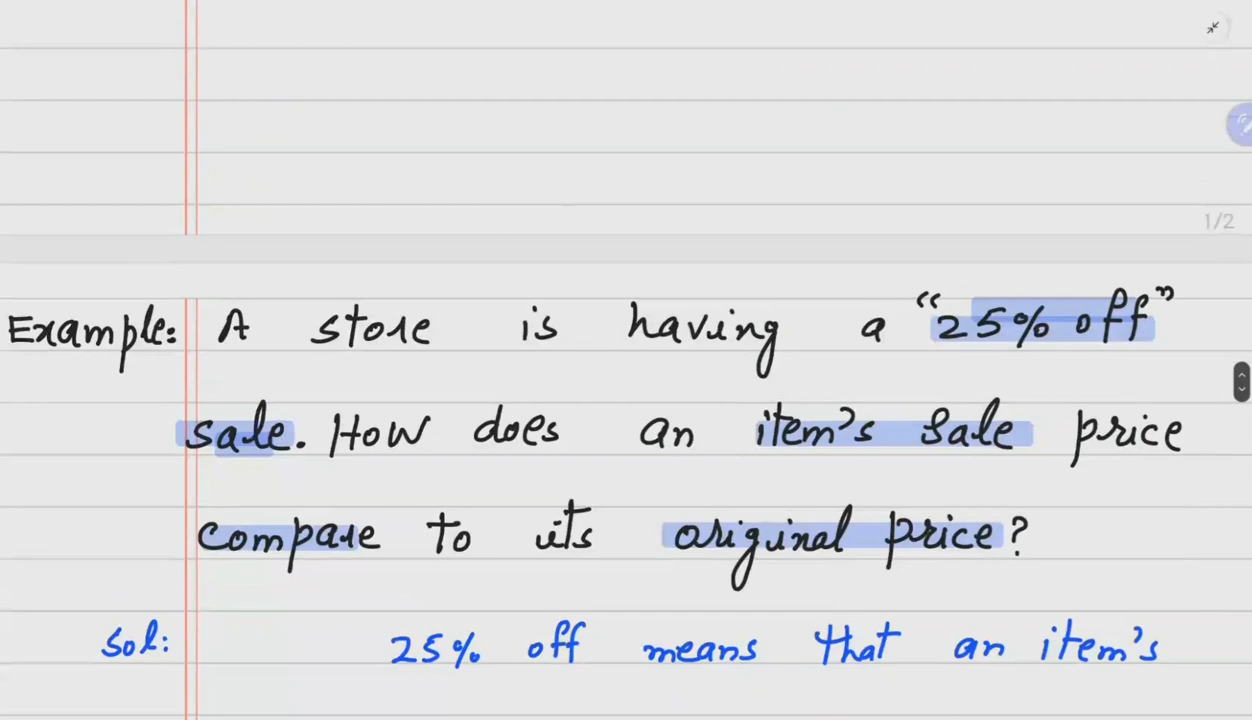 1/2
Example: A store is having a “25% off”
sale. How does an item's sale price
compare to its original price?
sol: 25% off means that an item's